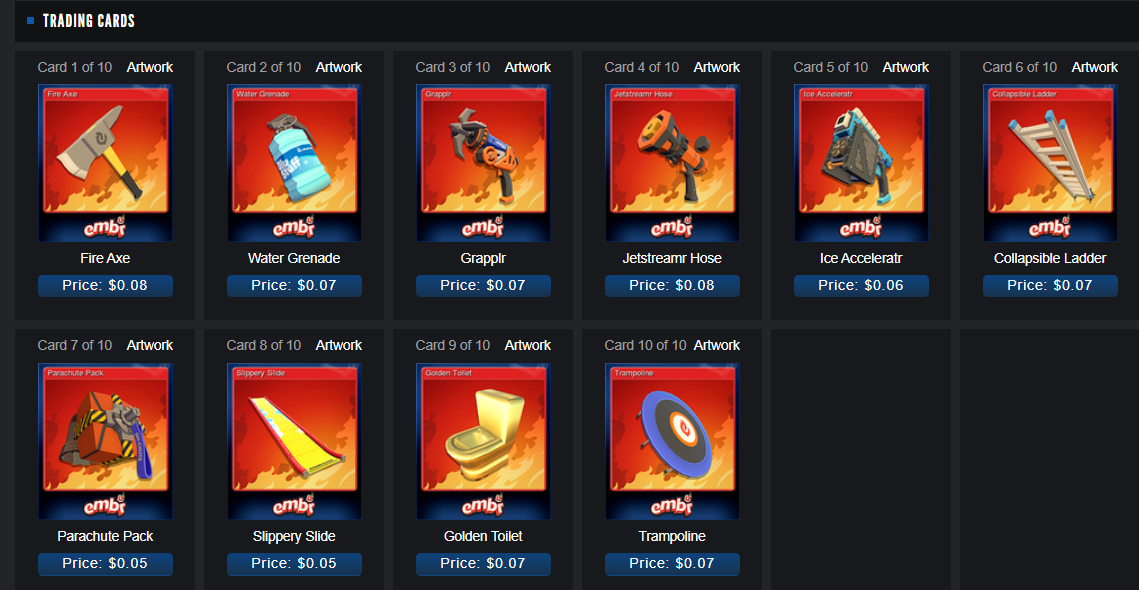 TRADING CARDS
Card 1 of 10 Artwork
Card 2 of 10 Artwork
Card 3 of 10 Artwork
Card 4 of 10 Artwork
Card 5 of 10 Artwork
Card 6 of 10 Artwork
Fire Axe
Water Grenade
Grapplr
Jetstreamr Hose
Ice Acceleratr
Collapsible Ladder
embr
embr
embr
embr
embr
embr
Fire Axe
Water Grenade
Grapplr
Jetstreamr Hose
Ice Acceleratr
Collapsible Ladder
Price: $0.08
Price: $0.07
Price: $0.07
Price: $0.08
Price: $0.06
Price: $0.07
Card 7 of 10 Artwork
Card 8 of 10 Artwork
Card 9 of 10 Artwork
Card 10 of 10 Artwork
Parachute Pack
Slippery Slide
Golden Toilet
Trampoline
embr
embr
embr
embr
Parachute Pack
Slippery Slide
Golden Toilet
Trampoline
Price: $0.05
Price: $0.05
Price: $0.07
Price: $0.07